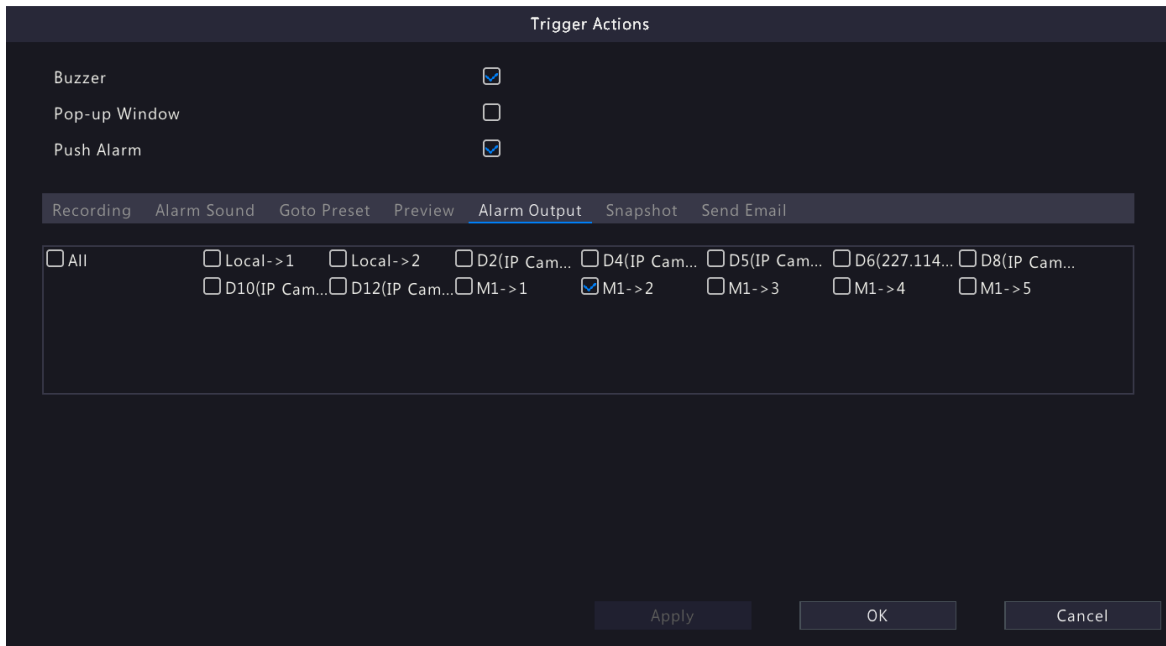 Trigger Actions
Buzzer
Pop-up Window
Push Alarm
Recording Alarm Sound Goto Preset Preview Alarm Output Snapshot Send Email
All Local->1 Local->2 D2(IP Cam... D4(IP Cam... D5(IP Cam... D6(227.114... D8(IP Cam...
D10(IP Cam... D12(IP Cam... M1->1 M1->2 M1->3 M1->4 M1->5
Apply OK Cancel